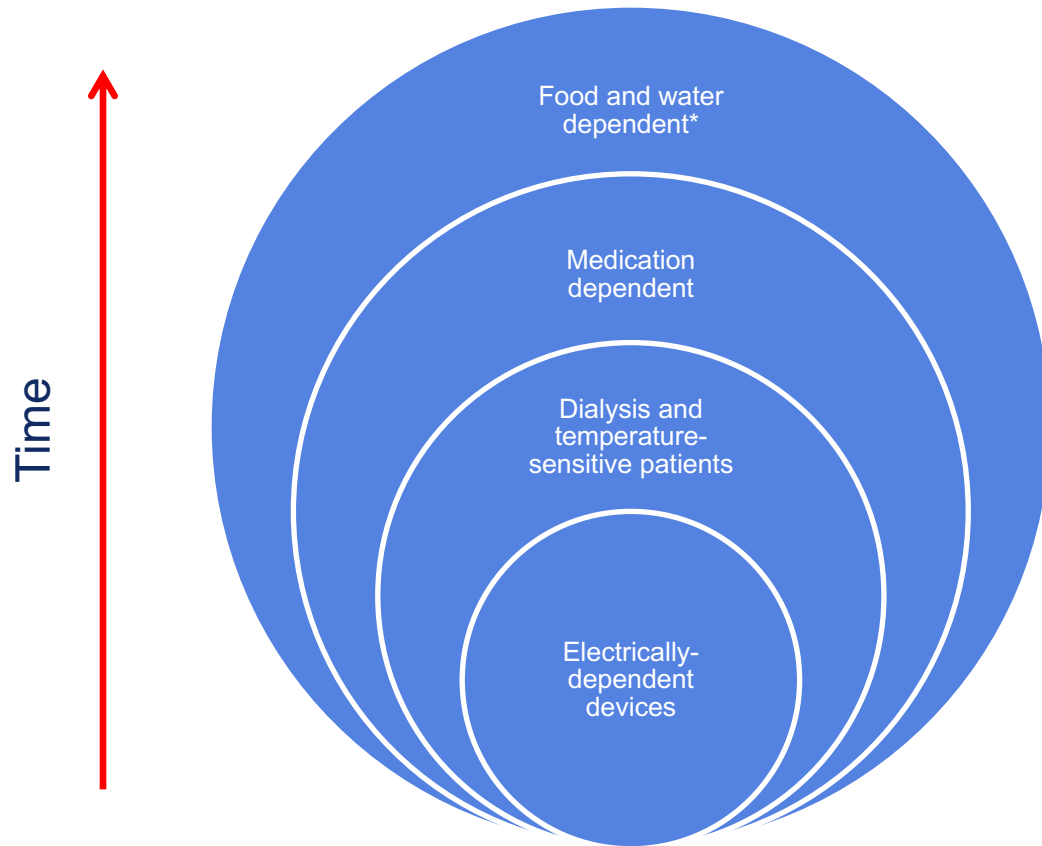 Food and water
dependent*
Medication
dependent
Dialysis and
temperature-
sensitive patients
Electrically-
dependent
devices
Time